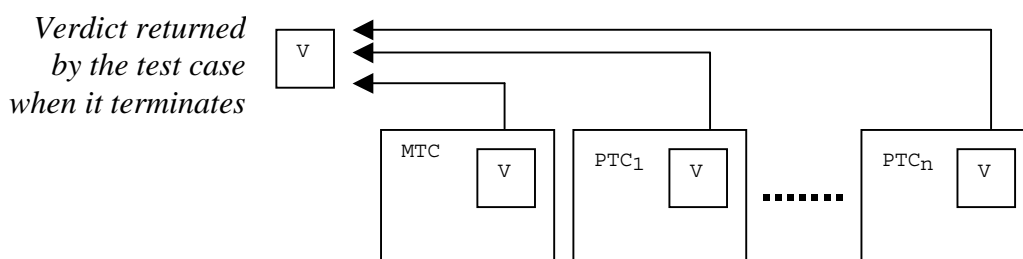 Verdict returned
by the test case
when it terminates
V
MTC
V
PTC1
V
PTCn
V